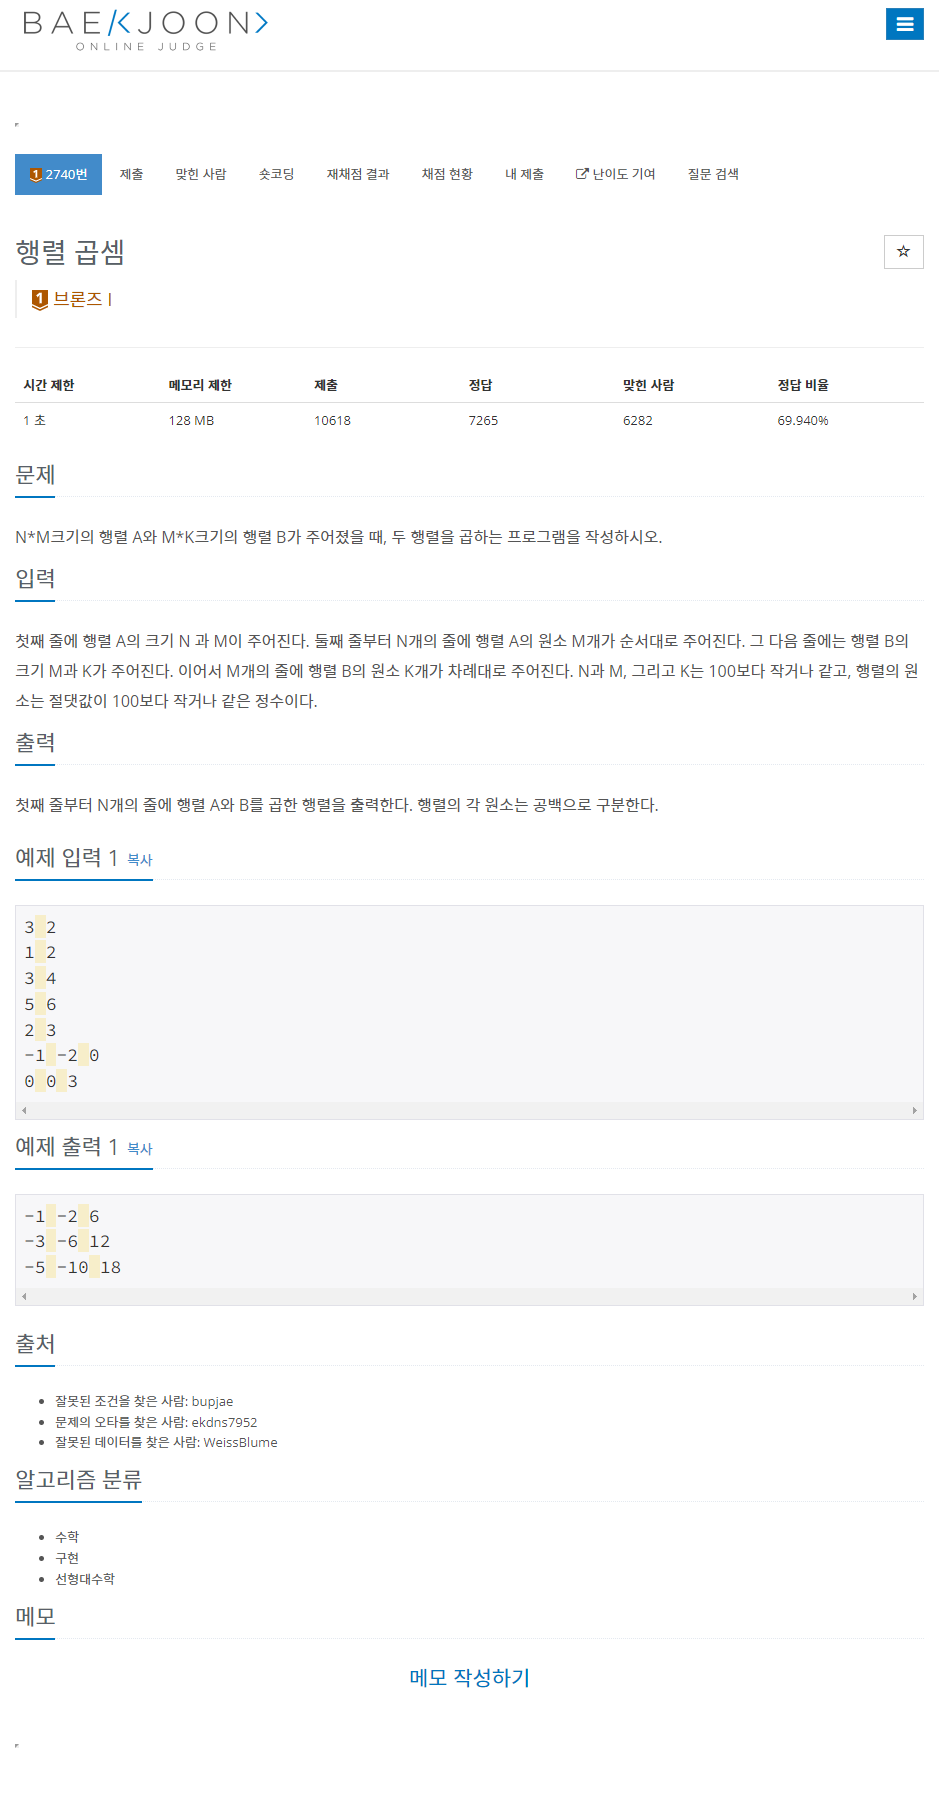 BAEKJOON
ONLINE JUDGE
2740번 제출 맞힌 사람 숏코딩 재채점 결과 채점 현황 내 제출 난이도 기여 질문 검색
행렬 곱셈
1 브론즈 I
시간 제한 메모리 제한 제출 정답 맞힌 사람 정답 비율
1 초 128 MB 10618 7265 6282 69.940%
문제
N*M크기의 행렬 A와 M*K크기의 행렬 B가 주어졌을 때, 두 행렬을 곱하는 프로그램을 작성하시오.
입력
첫째 줄에 행렬 A의 크기 N 과 M이 주어진다. 둘째 줄부터 N개의 줄에 행렬 A의 원소 M개가 순서대로 주어진다. 그 다음 줄에는 행렬 B의
크기 M과 K가 주어진다. 이어서 M개의 줄에 행렬 B의 원소 K개가 차례대로 주어진다. N과 M, 그리고 K는 100보다 작거나 같고, 행렬의 원
소는 절댓값이 100보다 작거나 같은 정수이다.
출력
첫째 줄부터 N개의 줄에 행렬 A와 B를 곱한 행렬을 출력한다. 행렬의 각 원소는 공백으로 구분한다.
예제 입력 1 복사
3 2
1 2
3 4
5 6
2 3
-1 -2 0
0 0 3
예제 출력 1 복사
-1 -2 6
-3 -6 12
-5 -10 18
출처
잘못된 조건을 찾은 사람: bupjae
문제의 오타를 찾은 사람: ekdns7952
잘못된 데이터를 찾은 사람: WeissBlume
알고리즘 분류
수학
구현
선형대수학
메모
메모 작성하기